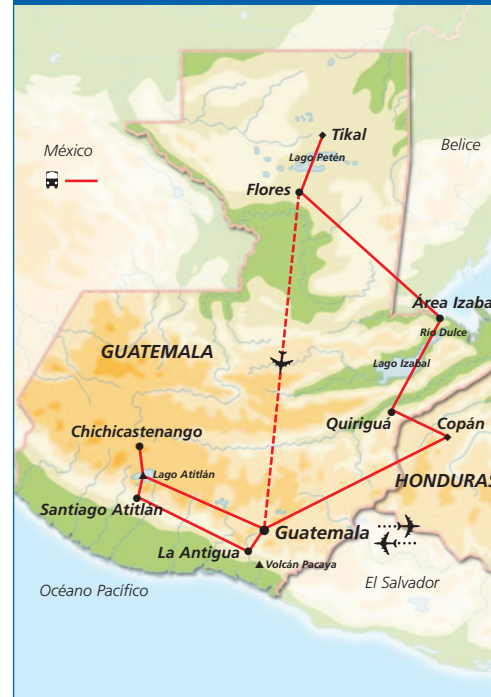 Tikal
México
Belice
Lago Petén
Flores
Área Izaba
Río Dulce
GUATEMALA
Lago Izabal
Quiriguá
Copán
Chichicastenango
Lago Atitlán
HONDURAS
Santiago Atitlán
Guatemala
La Antigua
Volcán Pacaya
El Salvador
Océano Pacífico